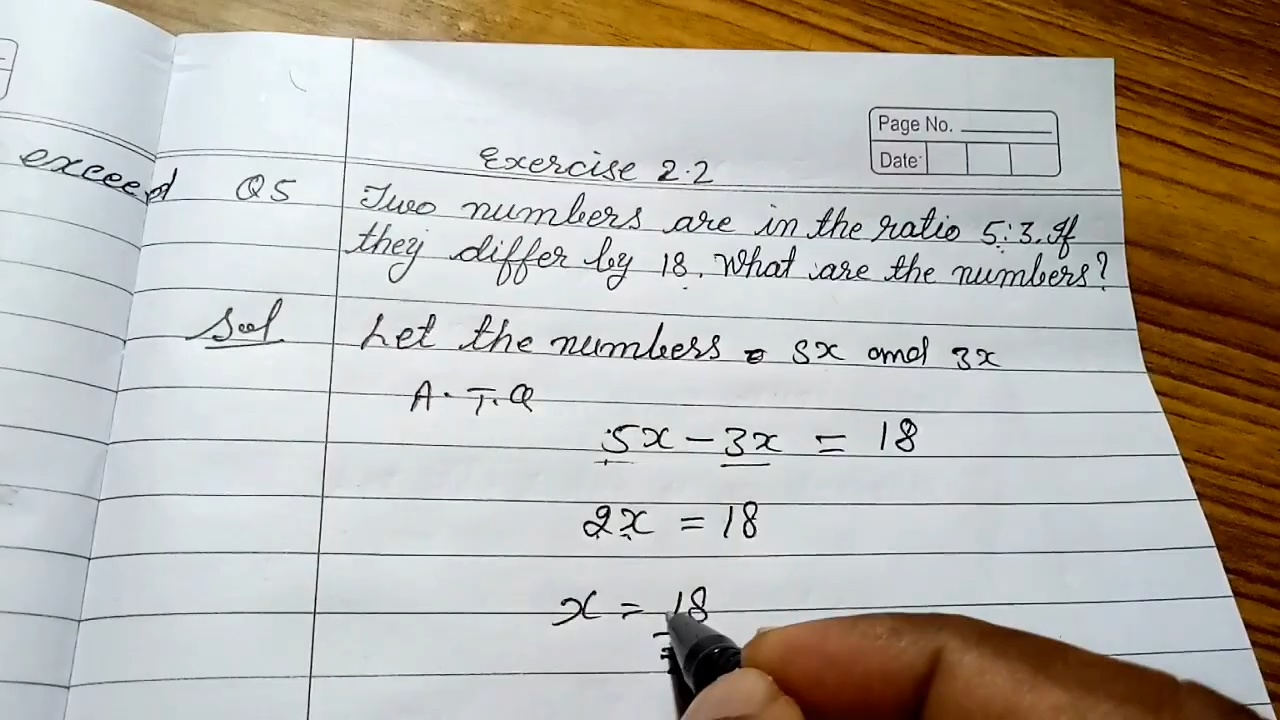 Page No.
Date
Exercise 2.2
exceed
Q5 Two numbers are in the ratio 5:3. If
they differ by 18. What are the numbers?
Sol Let the numbers 5x and 3x
A.T.Q
5x - 3x = 18
2x = 18
x = 18